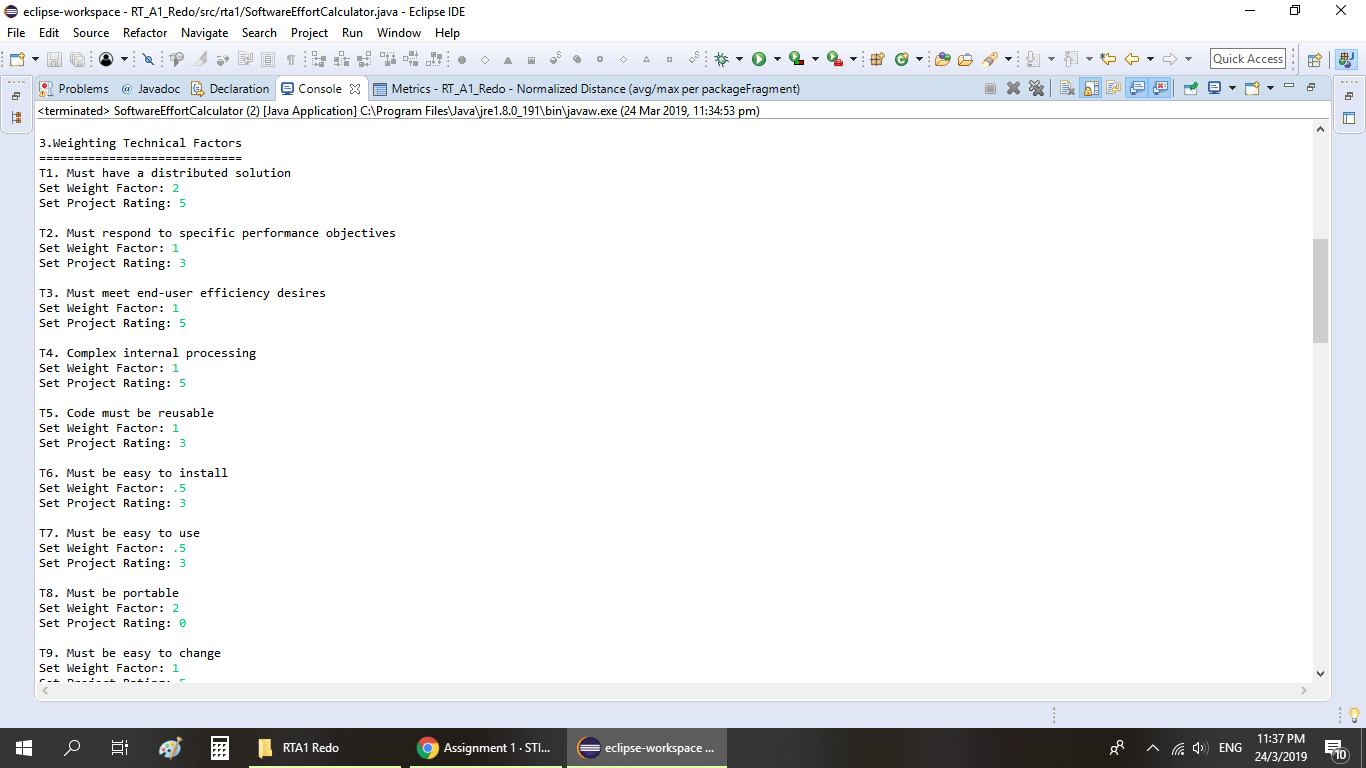 eclipse-workspace - RT_A1_Redo/src/rta1/SoftwareEffortCalculator.java - Eclipse IDE
File Edit Source Refactor Navigate Search Project Run Window Help
Quick Access
Problems @ Javadoc Declaration Console Metrics - RT_A1_Redo - Normalized Distance (avg/max per packageFragment)
<terminated> SoftwareEffortCalculator (2) [Java Application] C:\Program Files\Java\jre1.8.0_191\bin\javaw.exe (24 Mar 2019, 11:34:53 pm)
3.Weighting Technical Factors
=============================
T1. Must have a distributed solution
Set Weight Factor: 2
Set Project Rating: 5
T2. Must respond to specific performance objectives
Set Weight Factor: 1
Set Project Rating: 3
T3. Must meet end-user efficiency desires
Set Weight Factor: 1
Set Project Rating: 5
T4. Complex internal processing
Set Weight Factor: 1
Set Project Rating: 5
T5. Code must be reusable
Set Weight Factor: 1
Set Project Rating: 3
T6. Must be easy to install
Set Weight Factor: .5
Set Project Rating: 3
T7. Must be easy to use
Set Weight Factor: .5
Set Project Rating: 3
T8. Must be portable
Set Weight Factor: 2
Set Project Rating: 0
T9. Must be easy to change
Set Weight Factor: 1
Set Project Rating: 5
RTA1 Redo
Assignment 1 · STI...
eclipse-workspace ...
ENG
11:37 PM
24/3/2019
10